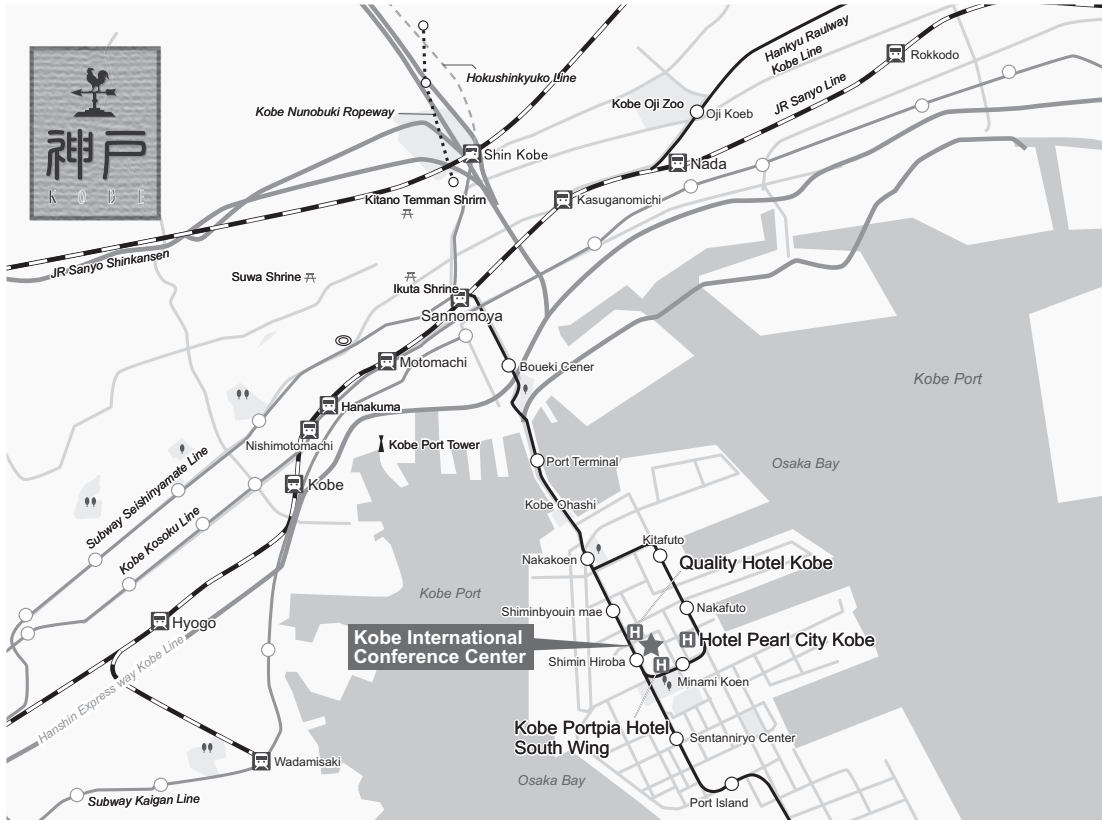 神戸
K O B E
Hokushinkyuko Line
Kobe Nunobuki Ropeway
Shin Kobe
Kitano Temman Shrirn
JR Sanyo Shinkansen
Suwa Shrine
Ikuta Shrine
Sannomoya
Hankyu Raulway
Kobe Line
Rokkodo
JR Sanyo Line
Kobe Oji Zoo
Oji Koeb
Nada
Kasuganomichi
Motomachi
Boueki Cener
Hanakuma
Nishimotomachi
Kobe Port Tower
Kobe Port
Port Terminal
Osaka Bay
Kobe
Subway Seishinyamate Line
Kobe Kosoku Line
Kobe Ohashi
Kitafuto
Nakakoen
Quality Hotel Kobe
Kobe Port
Shiminbyouin mae
Nakafuto
Hyogo
Kobe International
Conference Center
H
H
Hotel Pearl City Kobe
Shimin Hiroba
H
Minami Koen
Hanshin Express way Kobe Line
Kobe Portpia Hotel
South Wing
Sentanniryo Center
Wadamisaki
Osaka Bay
Subway Kaigan Line
Port Island